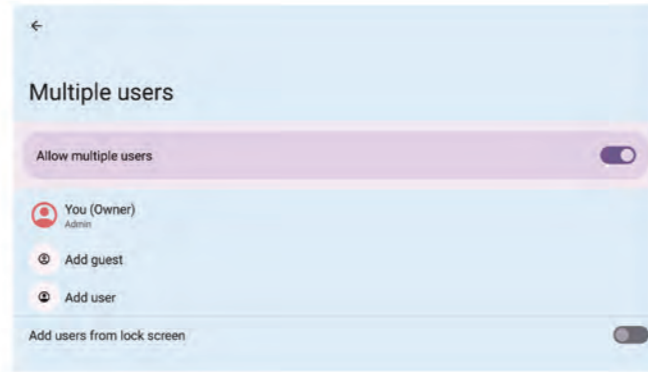 Multiple users
Allow multiple users
You (Owner)
Admin
Add guest
Add user
Add users from lock screen